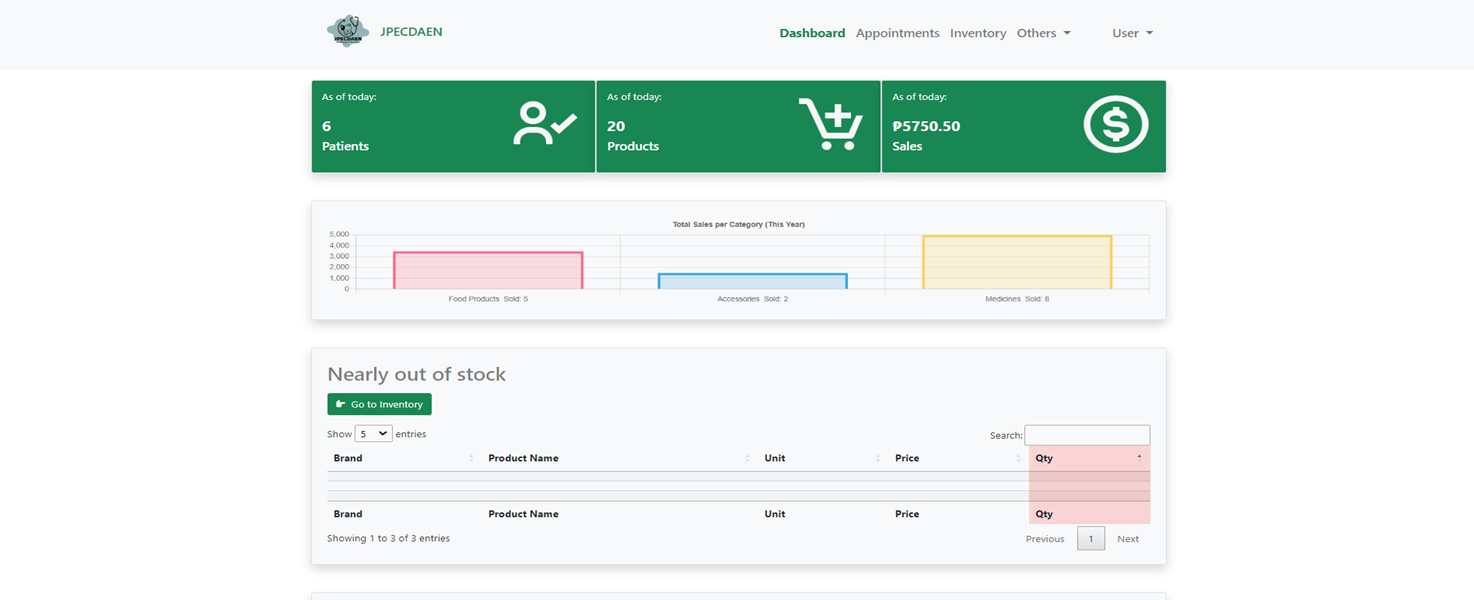 JPECDAEN
JPECDAEN
Dashboard Appointments Inventory Others User
As of today:
6
Patients
As of today:
20
Products
As of today:
₱5750.50
Sales
Total Sales per Category (This Year)
5,000
4,000
3,000
2,000
1,000
0
Food Products Sold: 5
Accessories Sold: 2
Medicines Sold: 8
Nearly out of stock
Go to Inventory
Show 5 entries
Search:
Brand Product Name Unit Price Qty
Brand Product Name Unit Price Qty
Showing 1 to 3 of 3 entries
Previous 1 Next